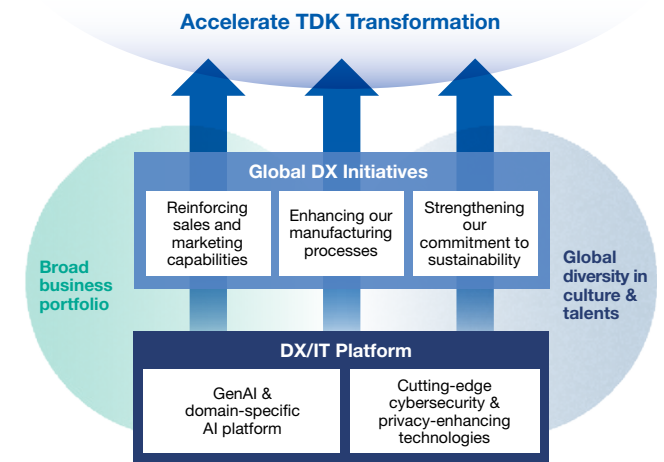 Accelerate TDK Transformation
Global DX Initiatives
Reinforcing
sales and
marketing
capabilities
Enhancing our
manufacturing
processes
Strengthening
our
commitment to
sustainability
Broad
business
portfolio
Global
diversity in
culture &
talents
DX/IT Platform
GenAI &
domain-specific
AI platform
Cutting-edge
cybersecurity &
privacy-enhancing
technologies